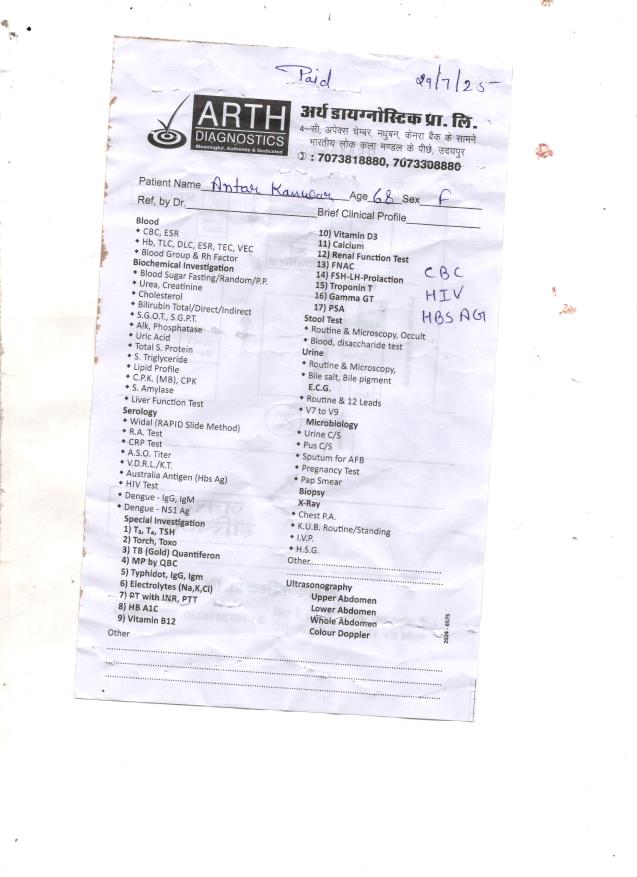 Paid 29/7/25
ARTH
DIAGNOSTICS
Meaningful, Authentic & Dedicated
अर्थ डायग्नोस्टिक प्रा. लि.
4-सी, अपेक्स चेम्बर, मधुबन, केनरा बैंक के सामने
भारतीय लोक कला मण्डल के पीछे, उदयपुर
: 7073818880, 7073308880
Patient Name Antar Kanwar Age 68 Sex F
Ref, by Dr. Brief Clinical Profile
Blood
• CBC, ESR
• Hb, TLC, DLC, ESR, TEC, VEC
• Blood Group & Rh Factor
Biochemical Investigation
• Blood Sugar Fasting/Random/P.P.
• Urea, Creatinine
• Cholesterol
• Bilirubin Total/Direct/Indirect
• S.G.O.T., S.G.P.T.
• Alk, Phosphatase
• Uric Acid
• Total S. Protein
• S. Triglyceride
• Lipid Profile
• C.P.K. (MB), CPK
• S. Amylase
• Liver Function Test
Serology
• Widal (RAPID Slide Method)
• R.A. Test
• CRP Test
• A.S.O. Titer
• V.D.R.L./K.T.
• Australia Antigen (Hbs Ag)
• HIV Test
• Dengue - IgG, IgM
• Dengue - NS1 Ag
Special Investigation
1) T₃, T₄, TSH
2) Torch, Toxo
3) TB (Gold) Quantiferon
4) MP by QBC
5) Typhidot, IgG, Igm
6) Electrolytes (Na,K,Cl)
7) PT with INR, PTT
8) HB A1C
9) Vitamin B12
Other
10) Vitamin D3
11) Calcium
12) Renal Function Test
13) FNAC
14) FSH-LH-Prolaction
15) Troponin T
16) Gamma GT
17) PSA
Stool Test
• Routine & Microscopy, Occult
• Blood, disaccharide test
Urine
• Routine & Microscopy,
• Bile salt, Bile pigment
E.C.G.
• Routine & 12 Leads
• V7 to V9
Microbiology
• Urine C/S
• Pus C/S
• Sputum for AFB
• Pregnancy Test
• Pap Smear
Biopsy
X-Ray
• Chest P.A.
• K.U.B. Routine/Standing
• I.V.P.
• H.S.G.
Other
Ultrasonography
Upper Abdomen
Lower Abdomen
Whole Abdomen
Colour Doppler
CBC
HIV
HBSAG
2024 - 6575